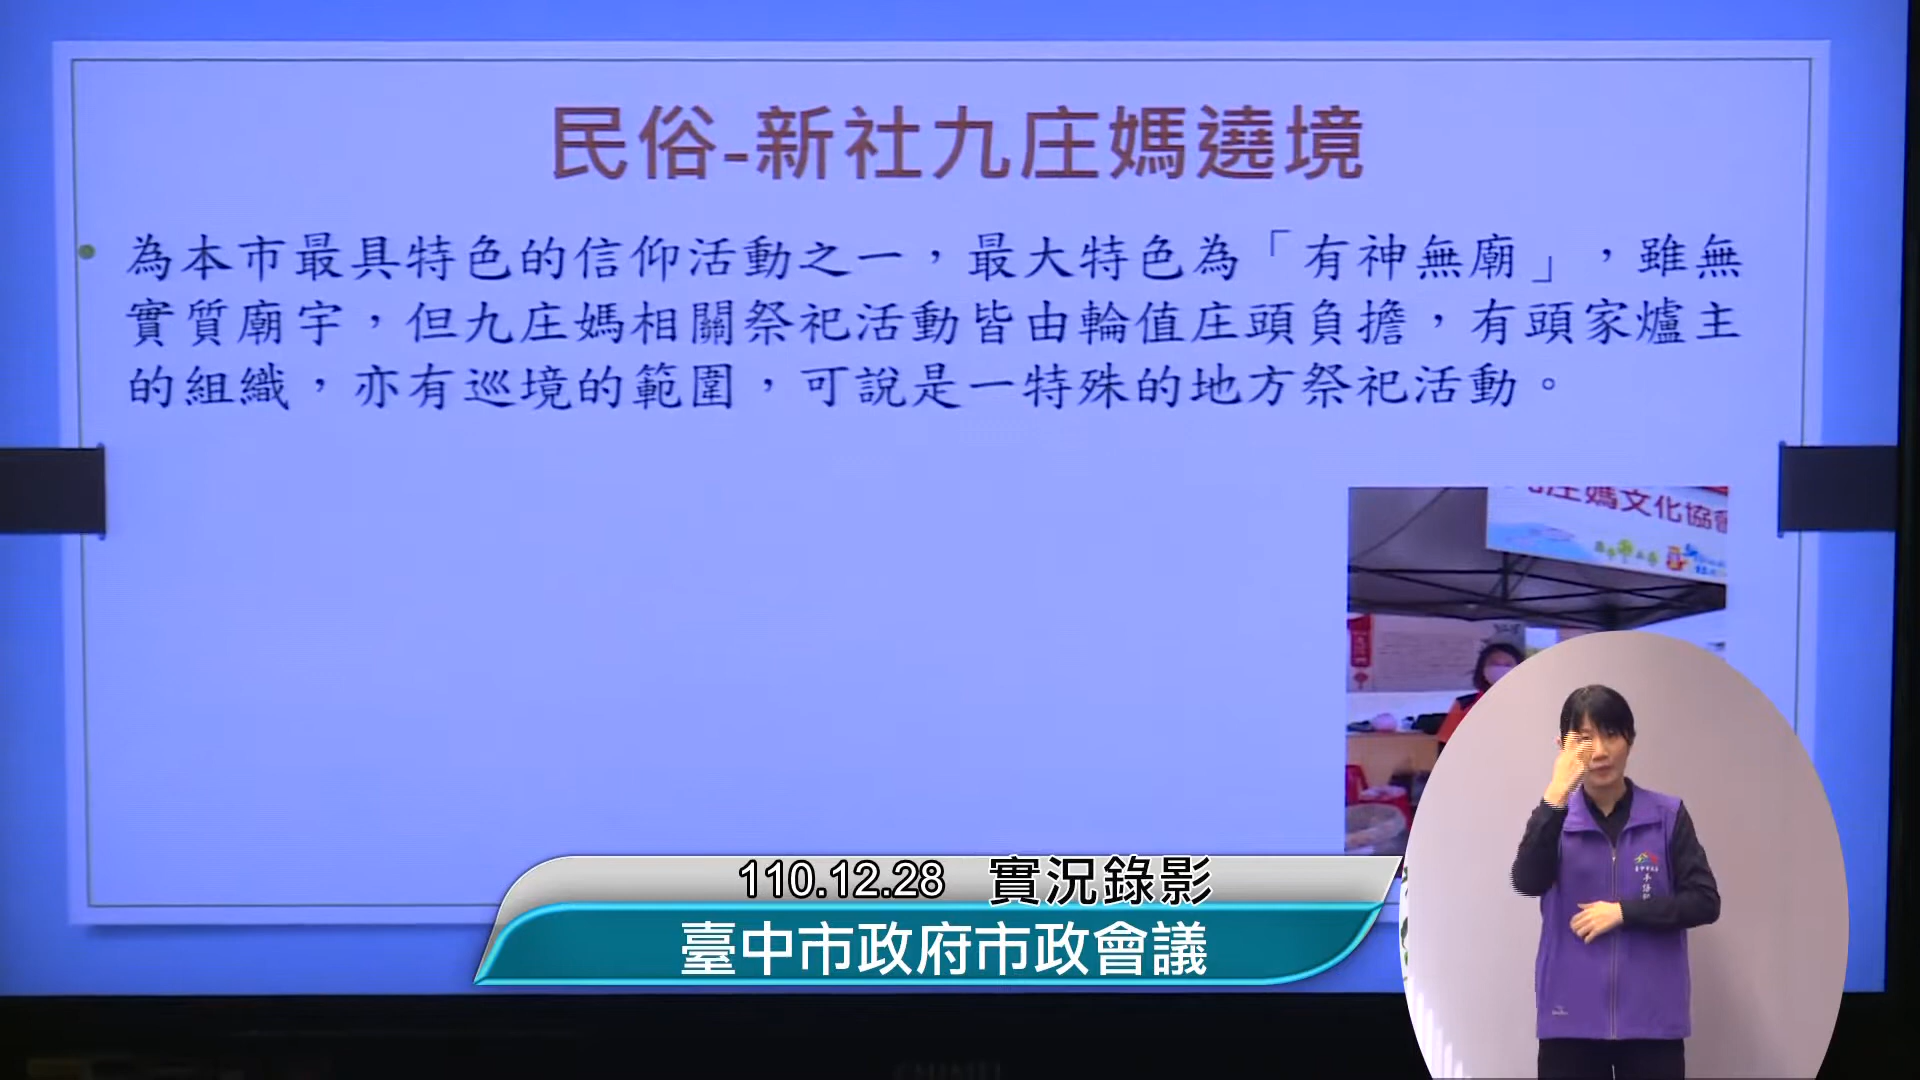 民俗-新社九庄媽遶境
為本市最具特色的信仰活動之一，最大特色為「有神無廟」，雖無
實質廟宇，但九庄媽相關祭祀活動皆由輪值庄頭負擔，有頭家爐主
的組織，亦有巡境的範圍，可說是一特殊的地方祭祀活動。
庄媽文化協會
110.12.28 實況錄影
臺中市政府市政會議